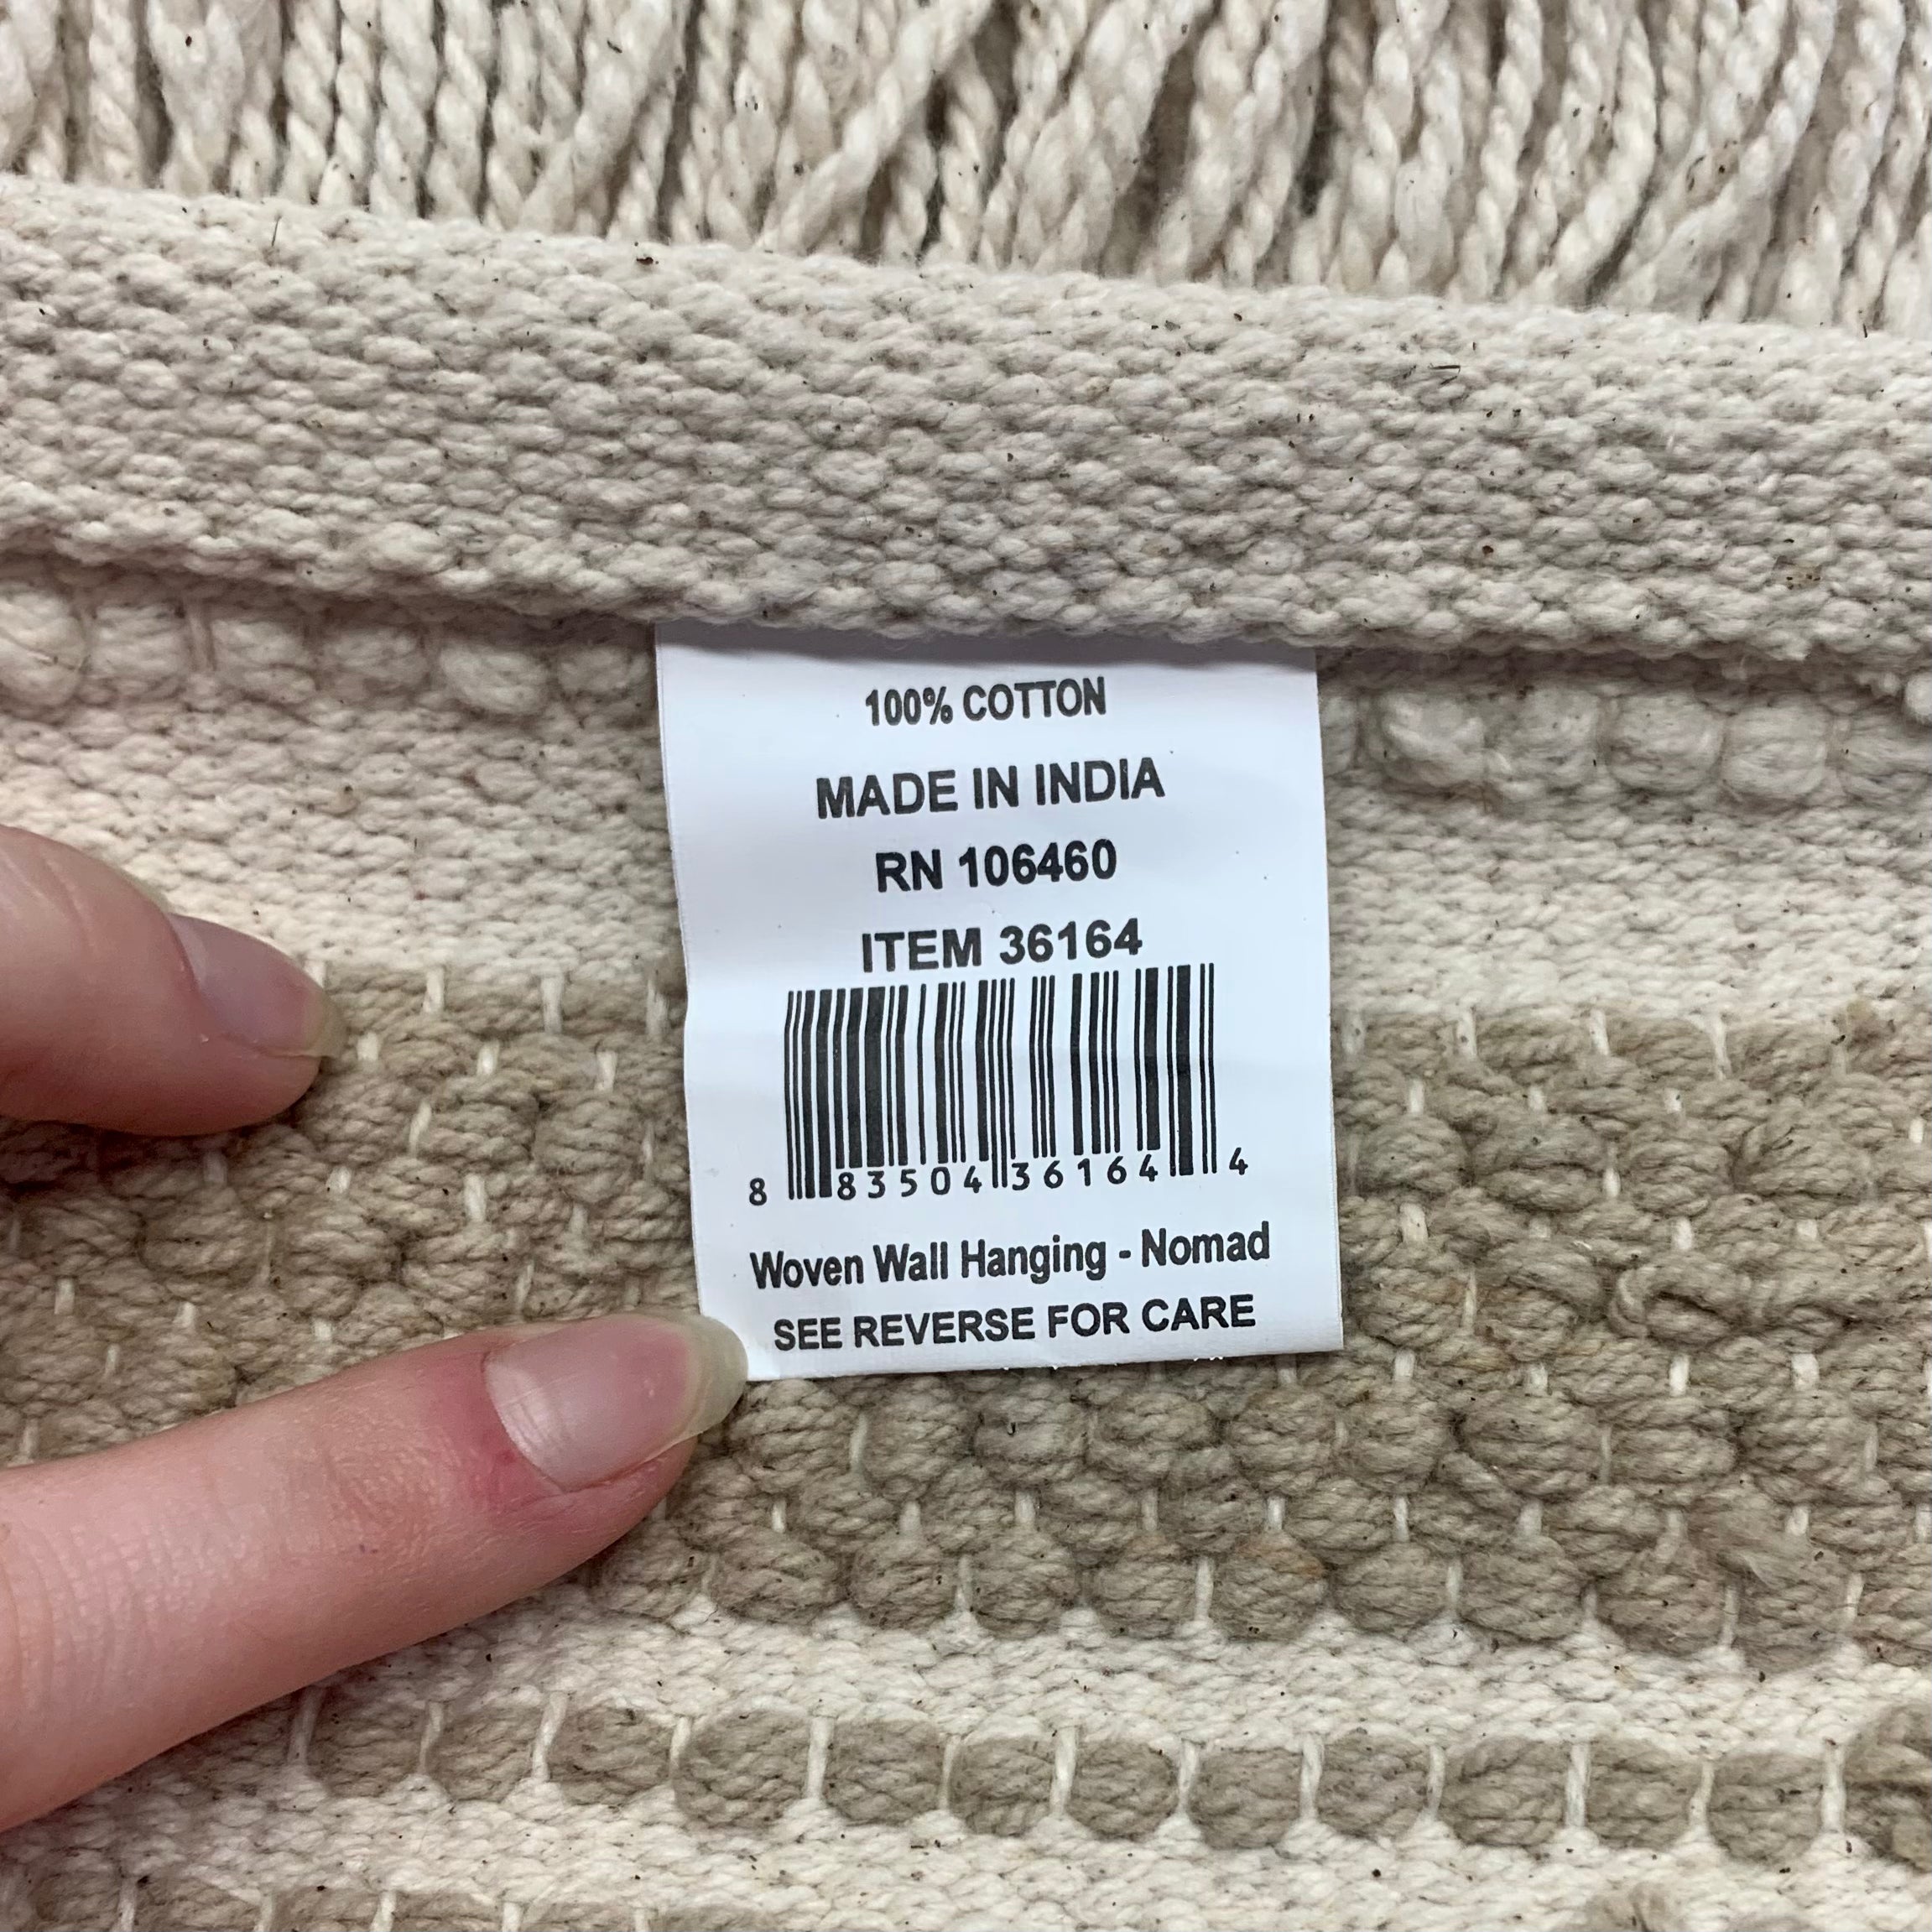 100% COTTON
MADE IN INDIA
RN 106460
ITEM 36164
8 83504 36164 4
Woven Wall Hanging - Nomad
SEE REVERSE FOR CARE